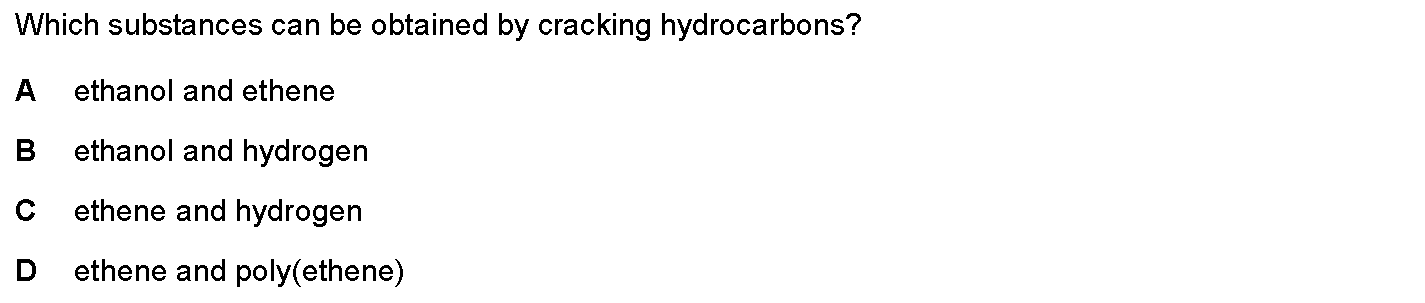 Which substances can be obtained by cracking hydrocarbons?
A ethanol and ethene
B ethanol and hydrogen
C ethene and hydrogen
D ethene and poly(ethene)